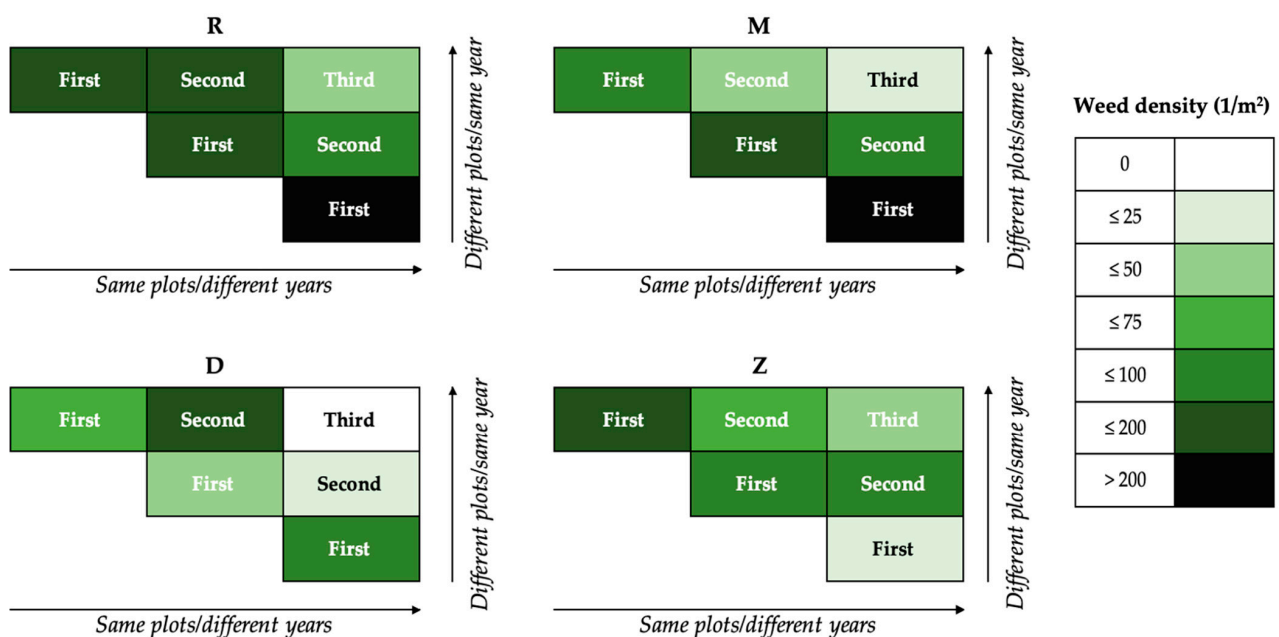 R
First Second Third
First Second
First
Different plots/same year
Same plots/different years
M
First Second Third
First Second
First
Different plots/same year
Same plots/different years
Weed density (1/m²)
0
≤ 25
≤ 50
≤ 75
≤ 100
≤ 200
> 200
D
First Second Third
First Second
First
Different plots/same year
Same plots/different years
Z
First Second Third
First Second
First
Different plots/same year
Same plots/different years